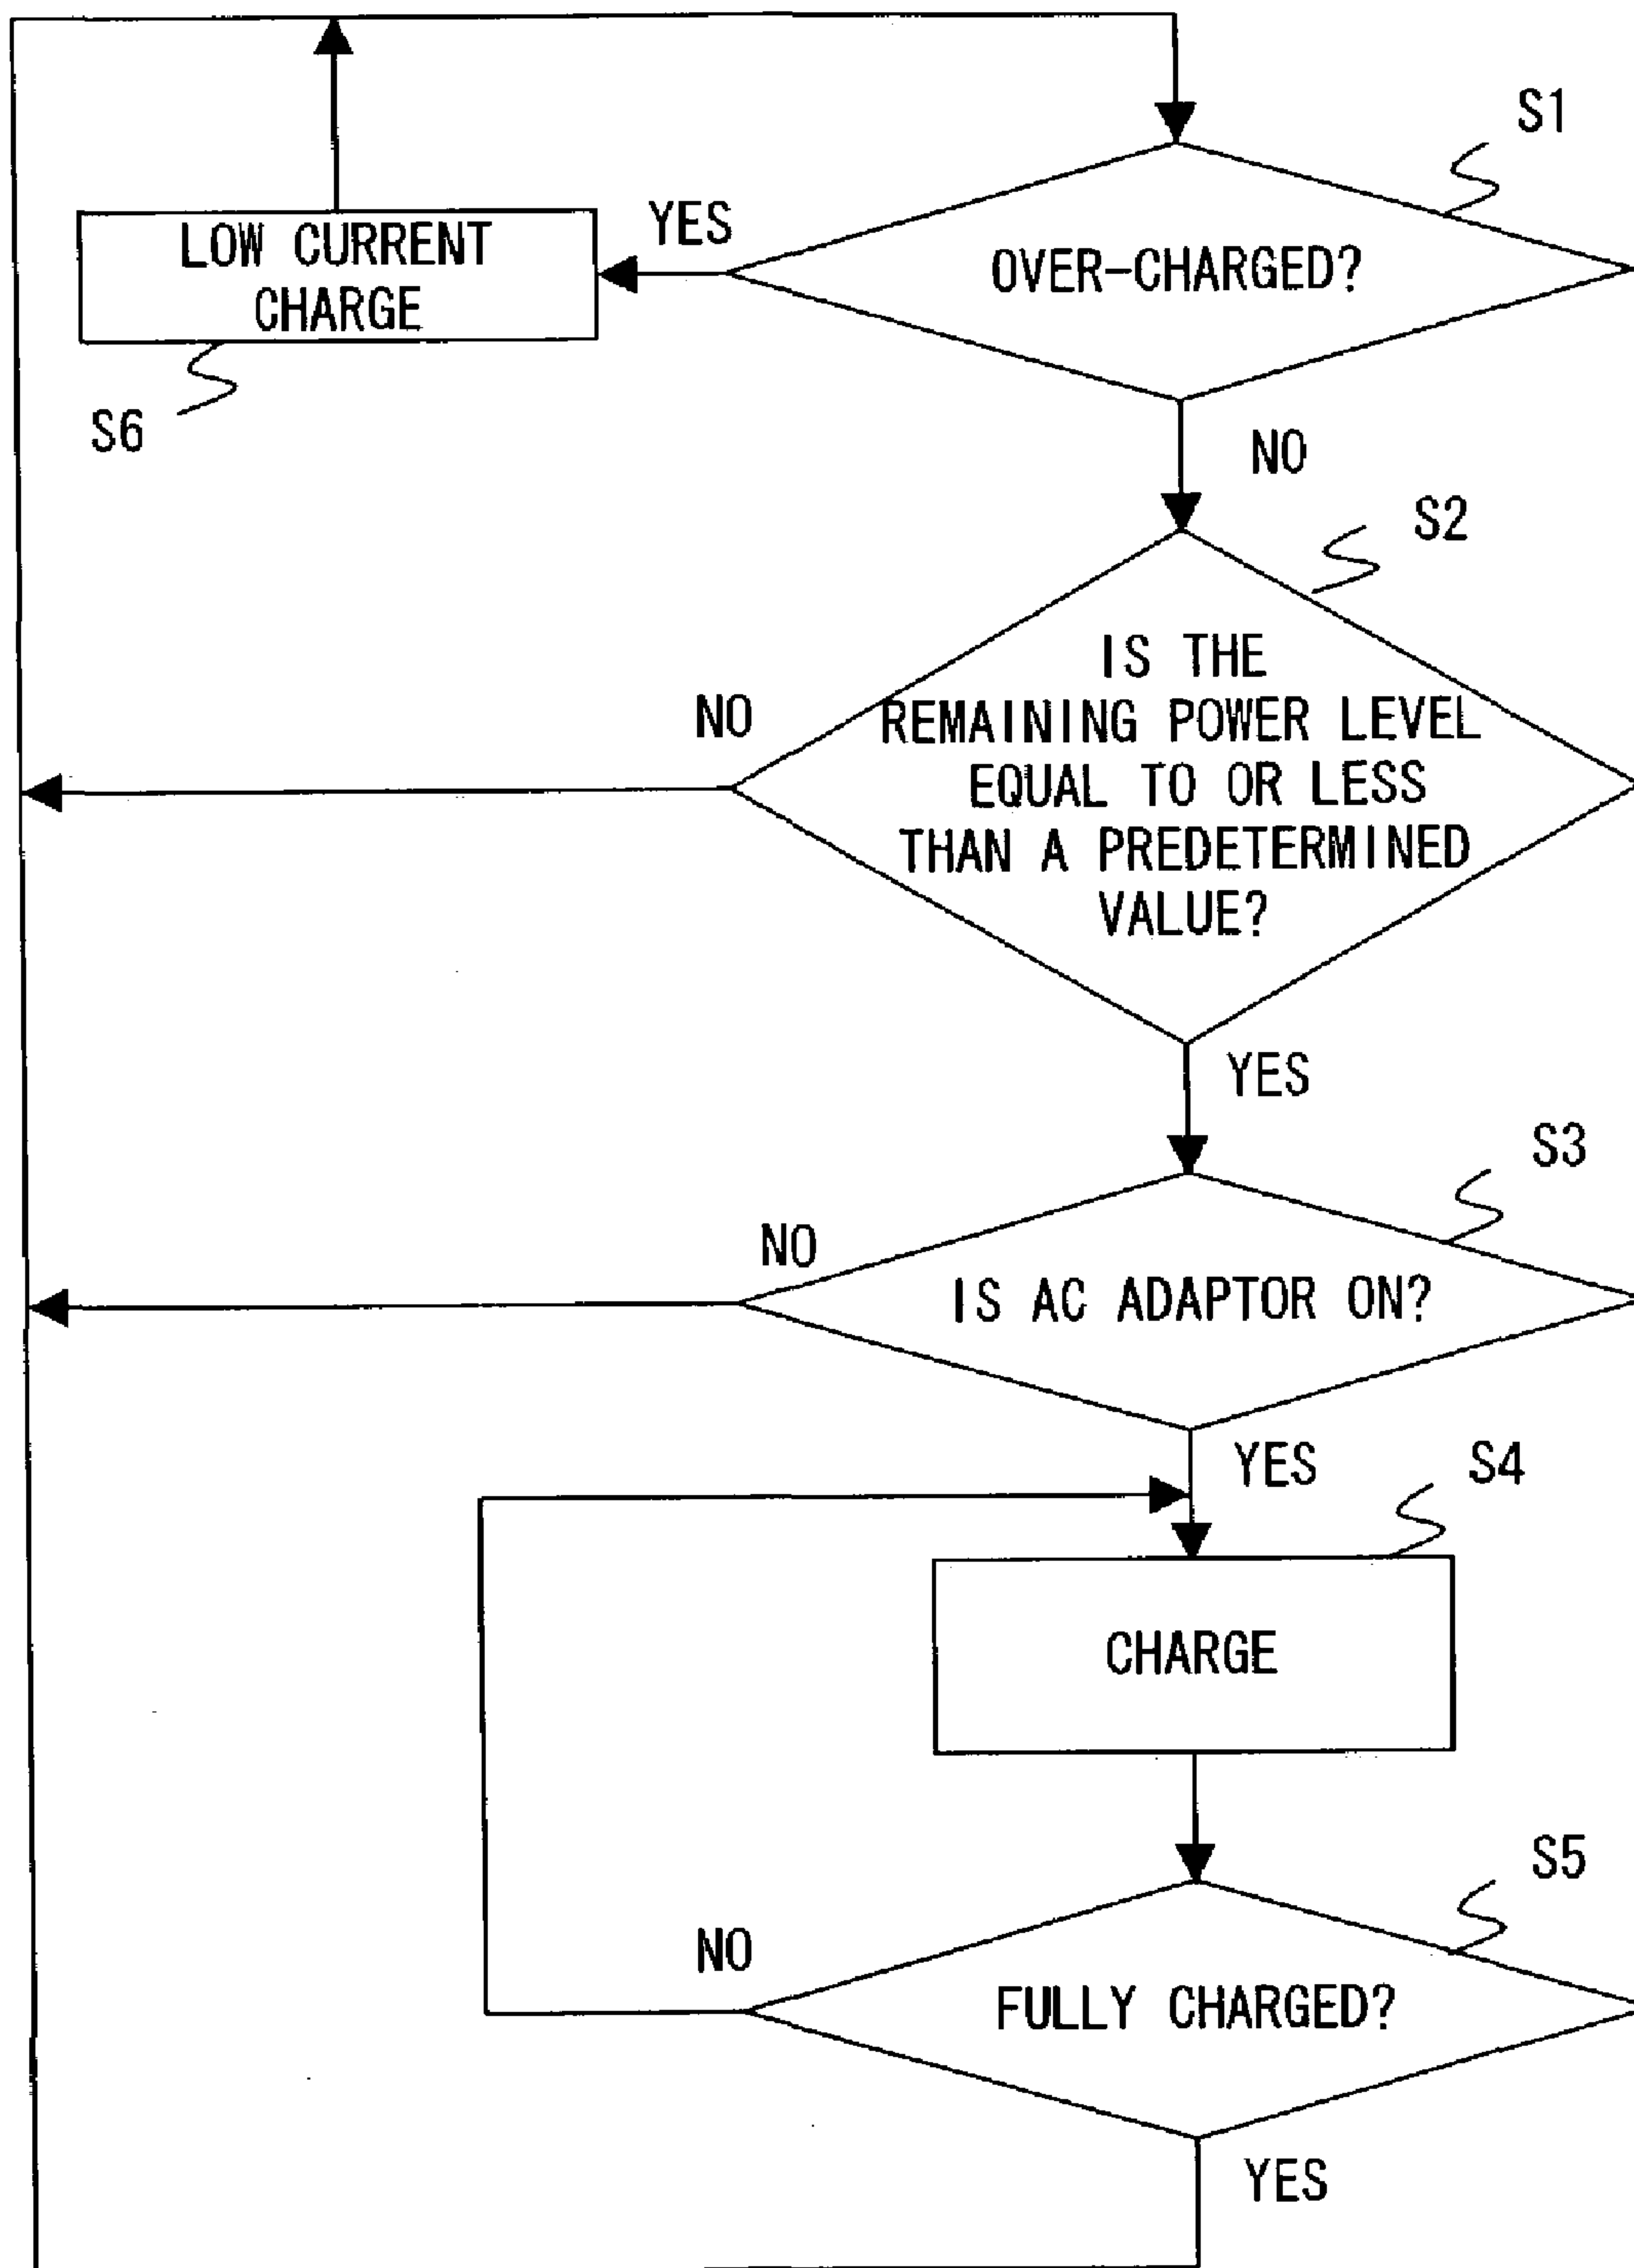 S1
YES
LOW CURRENT
CHARGE
OVER-CHARGED?
S6
NO
S2
IS THE
REMAINING POWER LEVEL
EQUAL TO OR LESS
THAN A PREDETERMINED
VALUE?
NO
YES
S3
NO
IS AC ADAPTOR ON?
YES
S4
CHARGE
S5
NO
FULLY CHARGED?
YES